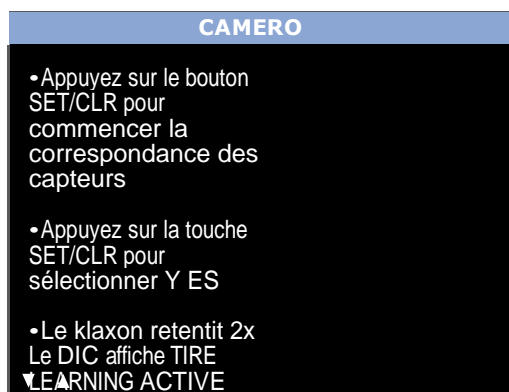 CAMERO
•Appuyez sur le bouton
SET/CLR pour
commencer la
correspondance des
capteurs
•Appuyez sur la touche
SET/CLR pour
sélectionner Y ES
•Le klaxon retentit 2x
Le DIC affiche TIRE
LEARNING ACTIVE